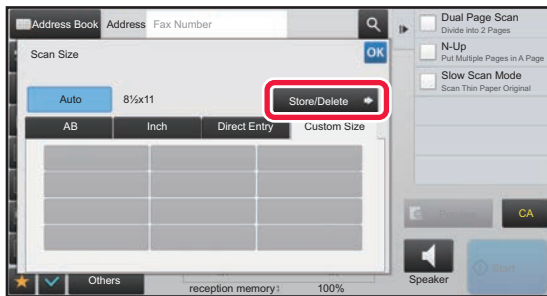 Address Book Address Fax Number
Scan Size
OK
Auto 8½x11 Store/Delete
AB Inch Direct Entry Custom Size
Others
reception memory: 100%
Dual Page Scan
Divide into 2 Pages
N-Up
Put Multiple Pages in A Page
Slow Scan Mode
Scan Thin Paper Original
Preview CA
Speaker Start